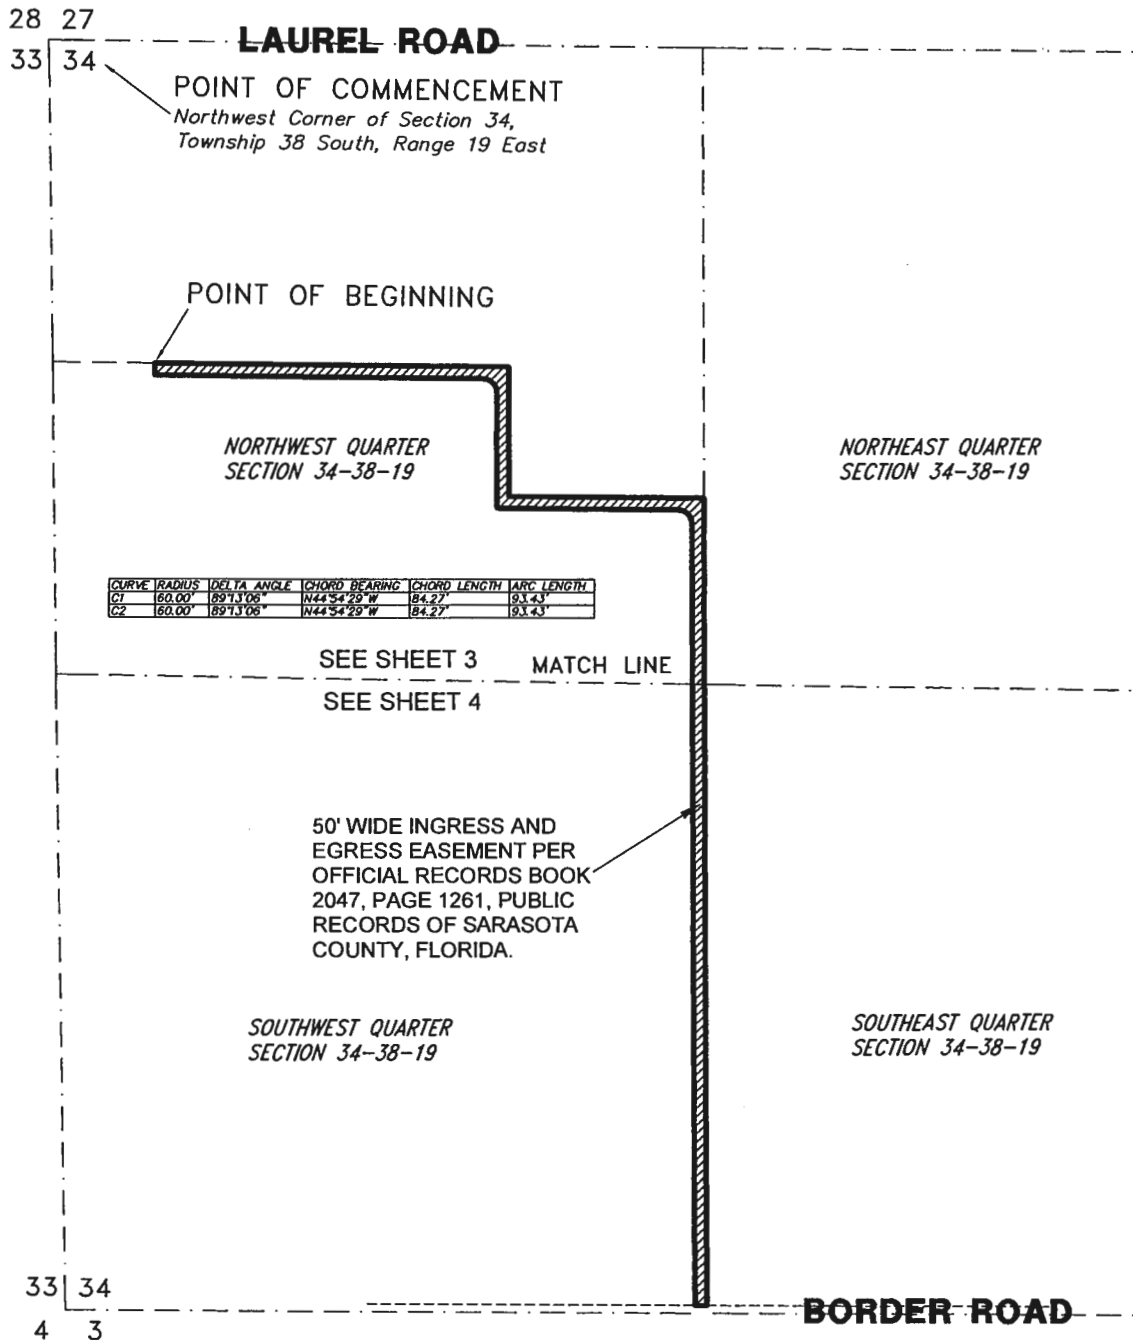 28 27
LAUREL ROAD
33 34
POINT OF COMMENCEMENT
Northwest Corner of Section 34,
Township 38 South, Range 19 East
POINT OF BEGINNING
NORTHWEST QUARTER
SECTION 34-38-19
NORTHEAST QUARTER
SECTION 34-38-19
CURVE RADIUS DELTA ANGLE CHORD BEARING CHORD LENGTH ARC LENGTH
C1 60.00' 89°13'06" N44°54'29"W 84.27' 93.43'
C2 60.00' 89°13'06" N44°54'29"W 84.27' 93.43'
SEE SHEET 3
MATCH LINE
SEE SHEET 4
50' WIDE INGRESS AND
EGRESS EASEMENT PER
OFFICIAL RECORDS BOOK
2047, PAGE 1261, PUBLIC
RECORDS OF SARASOTA
COUNTY, FLORIDA.
SOUTHWEST QUARTER
SECTION 34-38-19
SOUTHEAST QUARTER
SECTION 34-38-19
33 34
BORDER ROAD
4 3